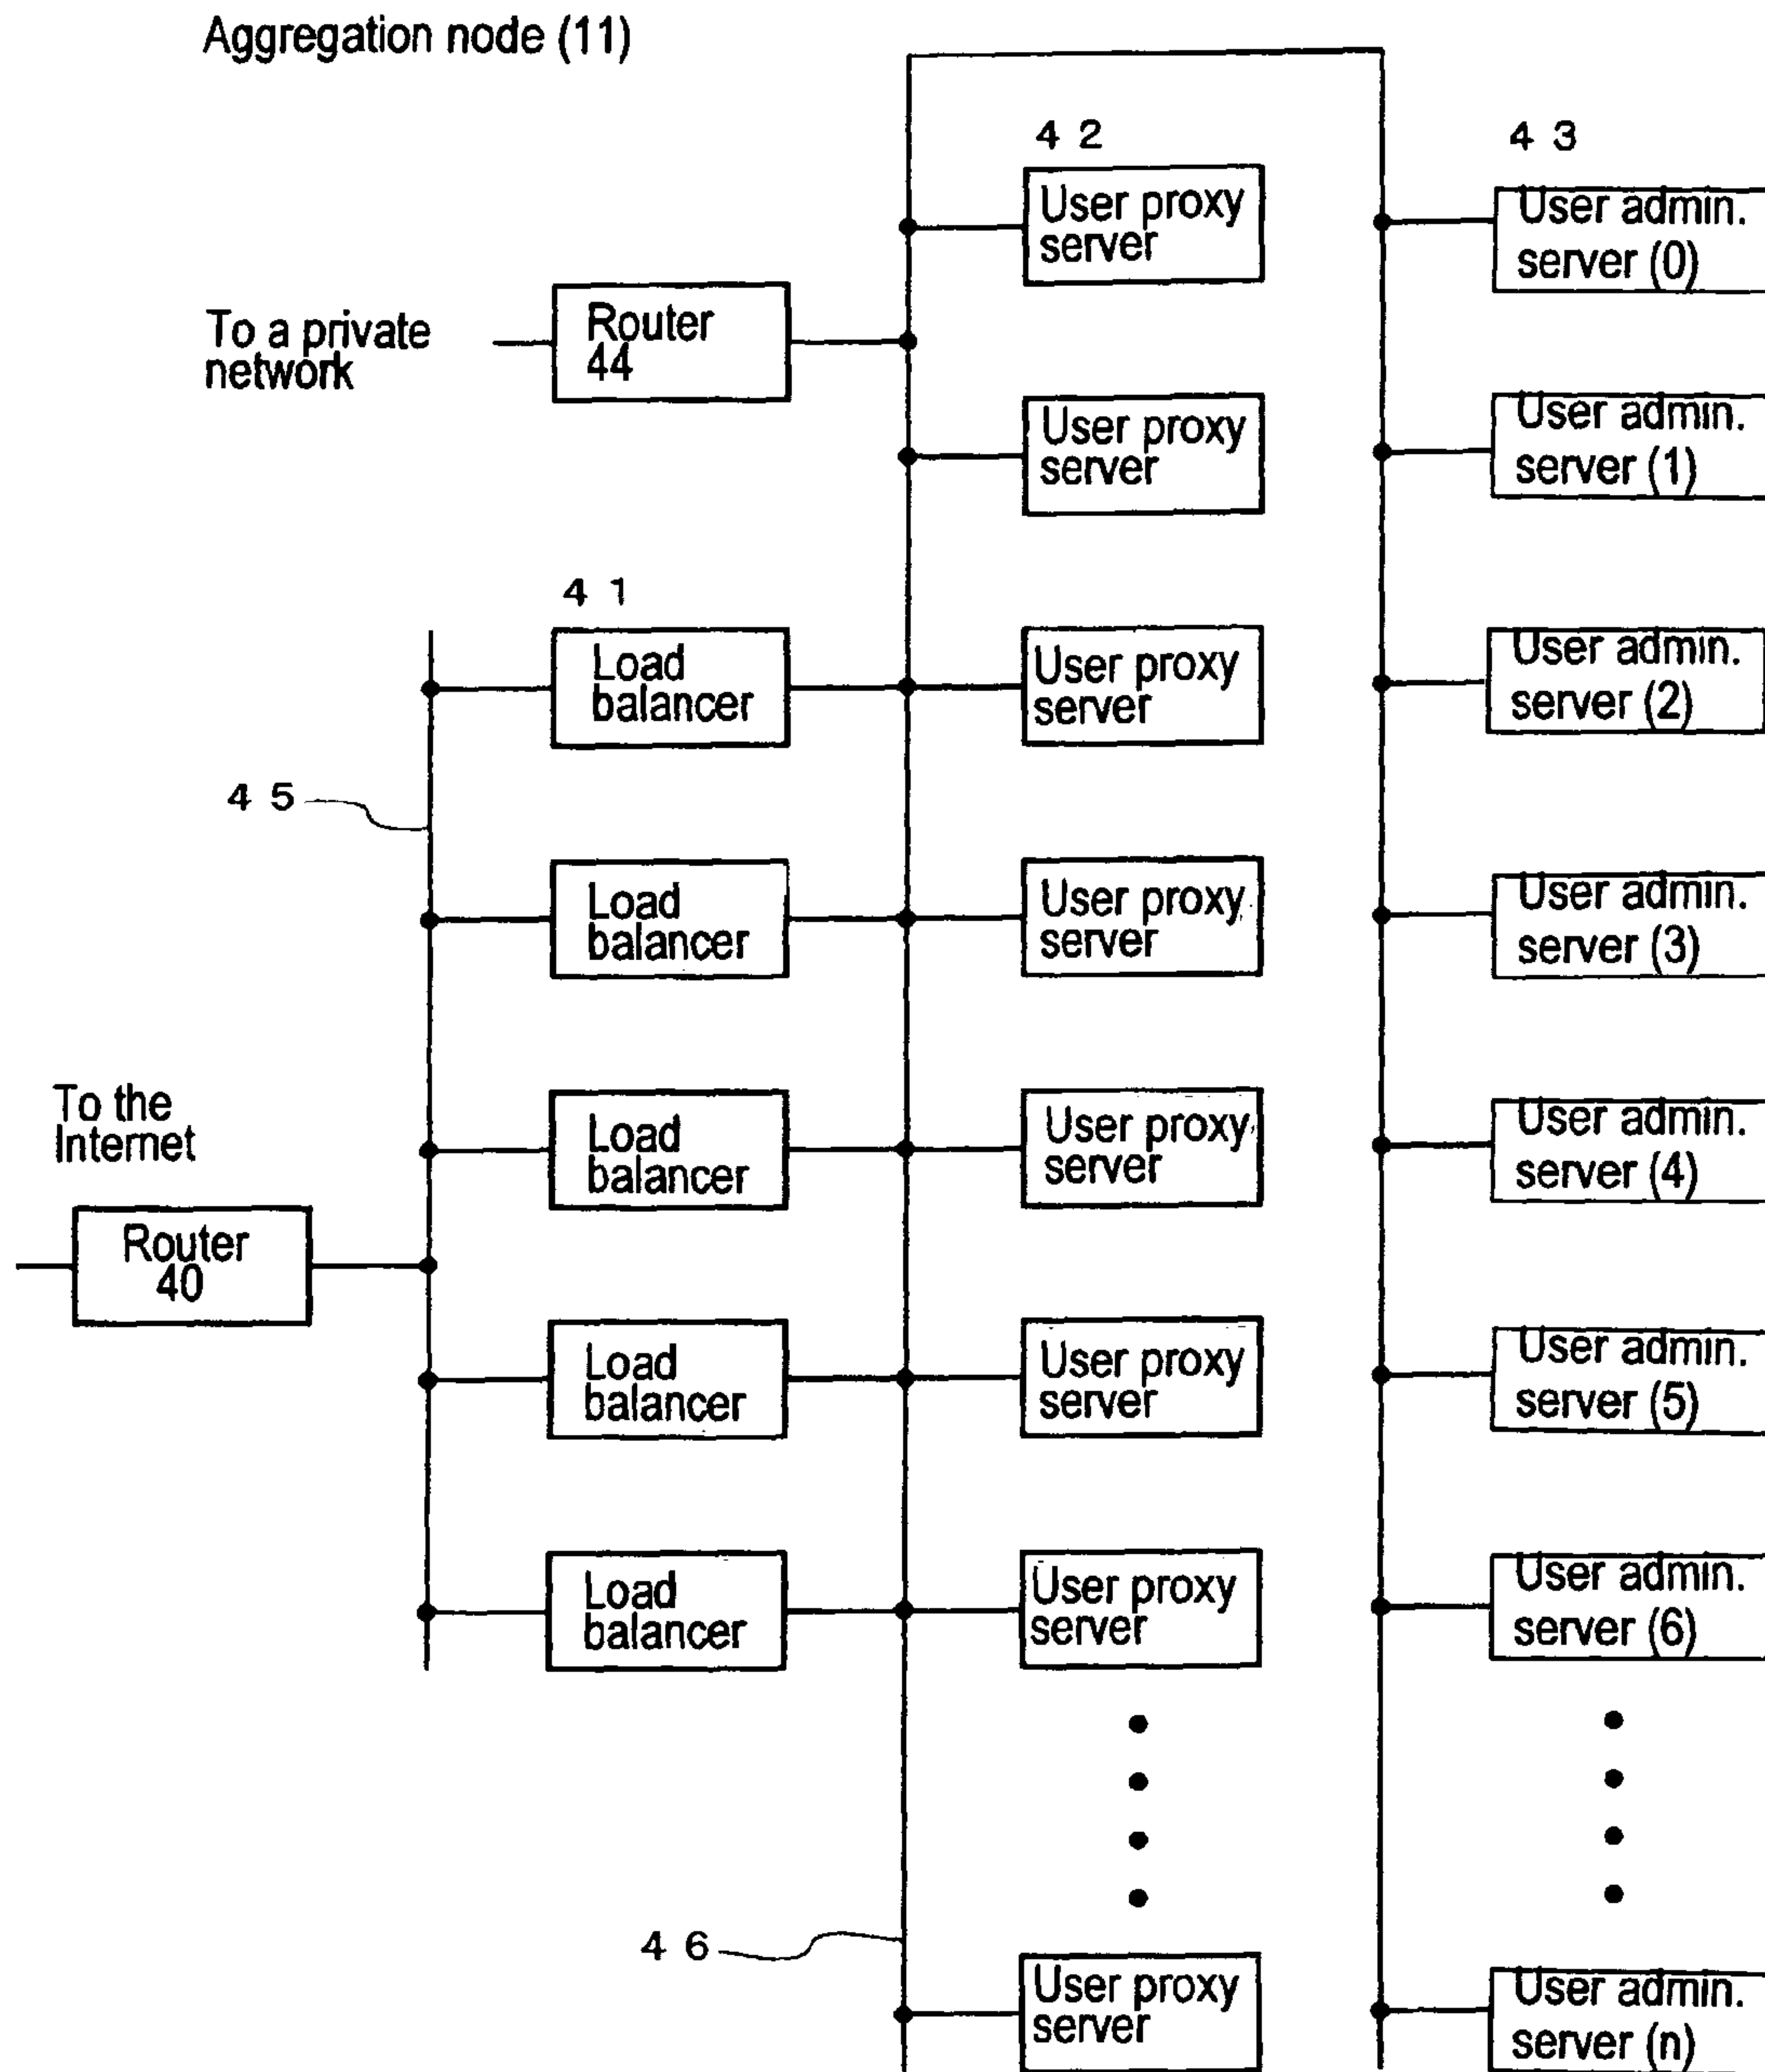 Aggregation node (11)
4 2
4 3
User proxy
server
User admin.
server (0)
To a private
network
Router
44
User proxy
server
User admin.
server (1)
4 1
Load
balancer
User proxy
server
User admin.
server (2)
4 5
Load
balancer
User proxy
server
User admin.
server (3)
To the
Internet
Load
balancer
User proxy
server
User admin.
server (4)
Router
40
Load
balancer
User proxy
server
User admin.
server (5)
Load
balancer
User proxy
server
User admin.
server (6)
4 6
User proxy
server
User admin.
server (n)